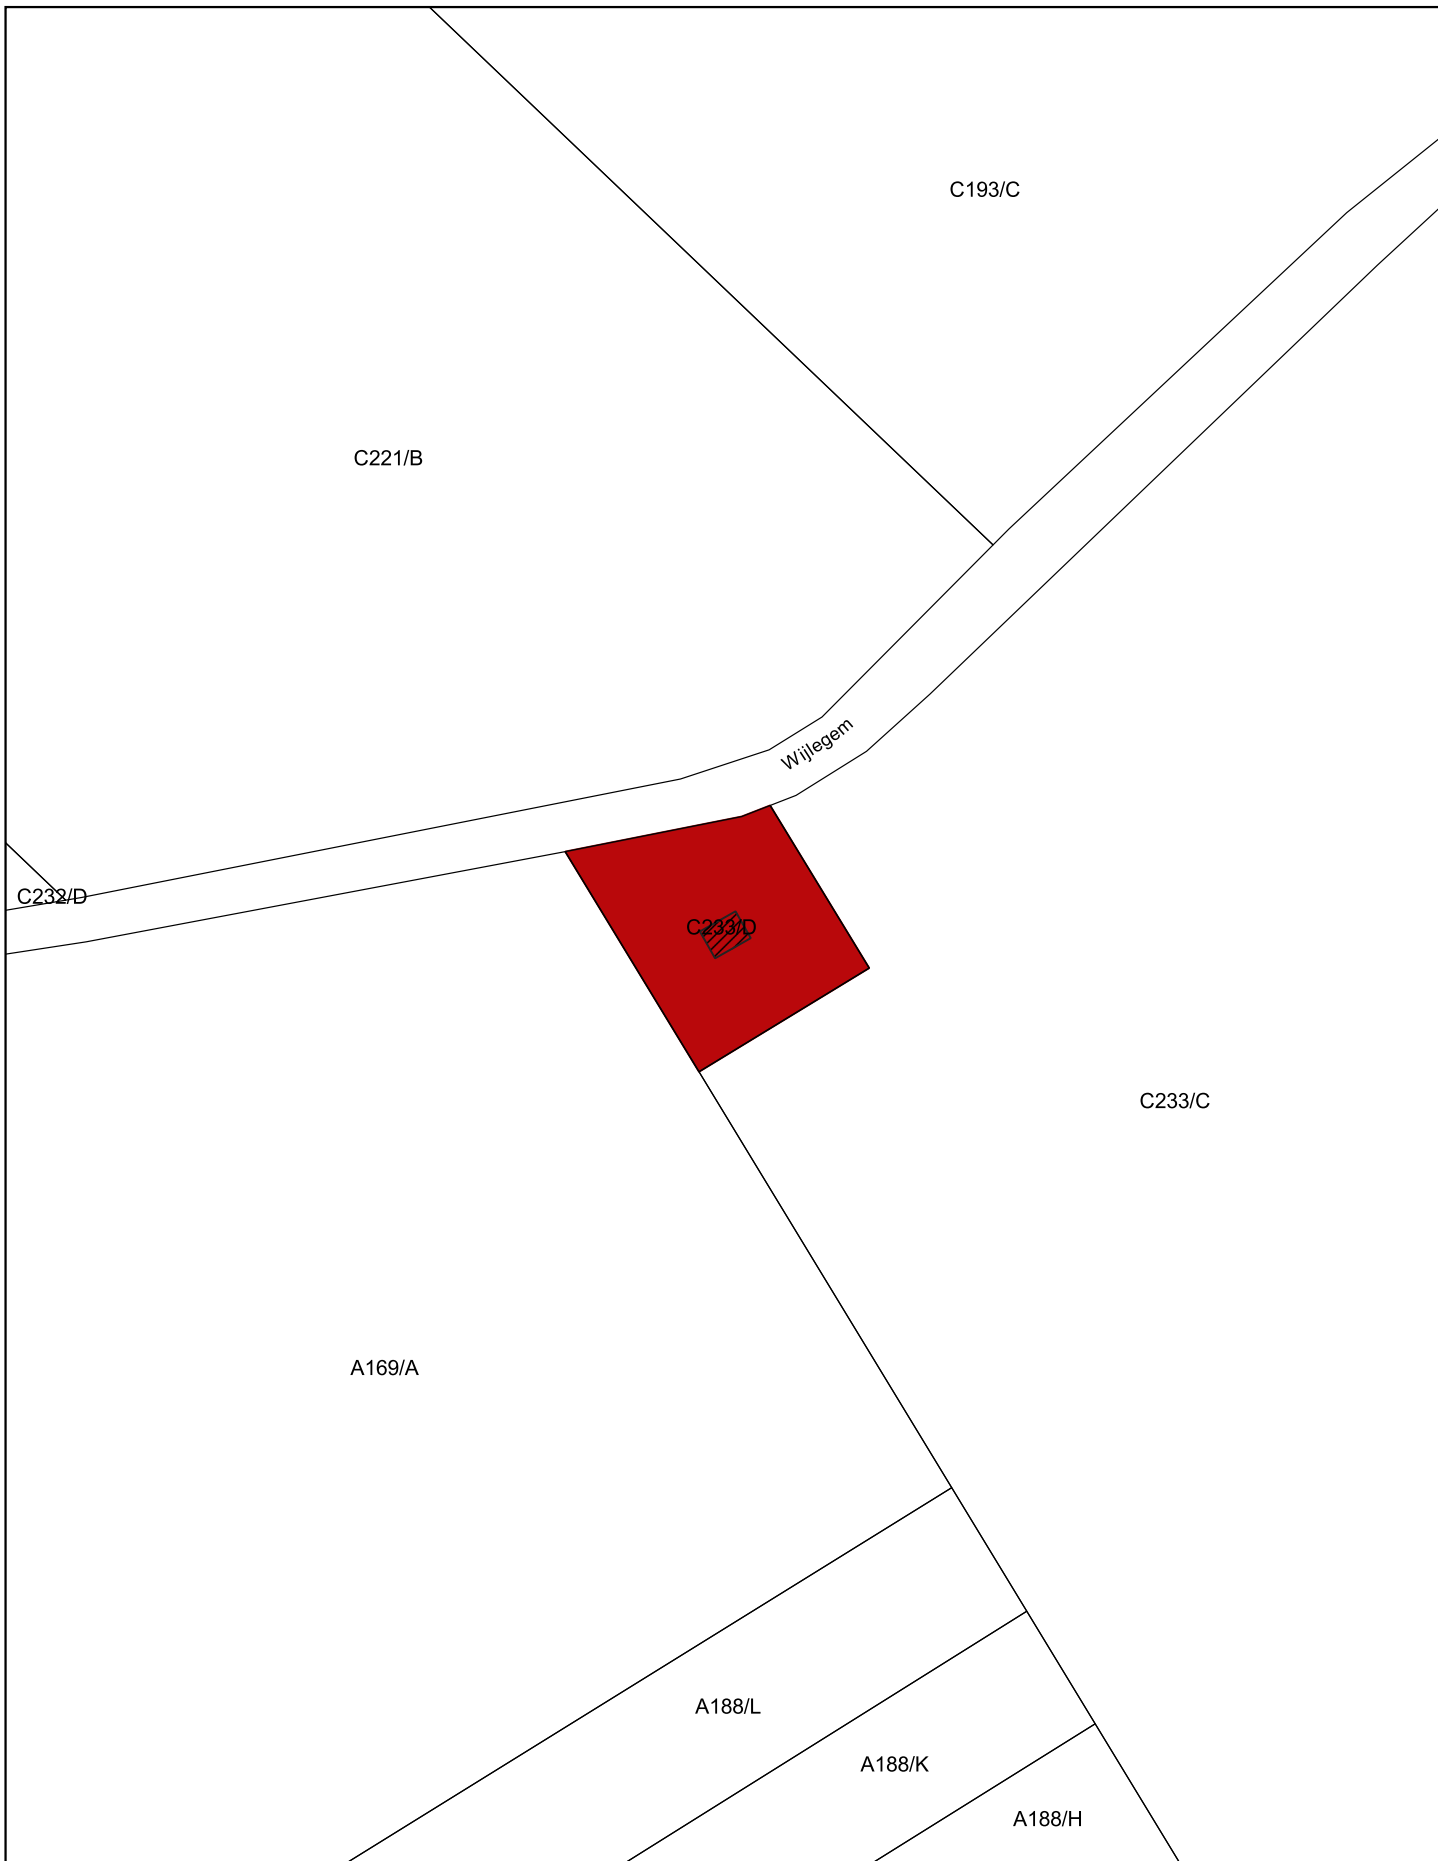 C193/C
C221/B
Wijlegem
C232/D
C233/D
C233/C
A169/A
A188/L
A188/K
A188/H